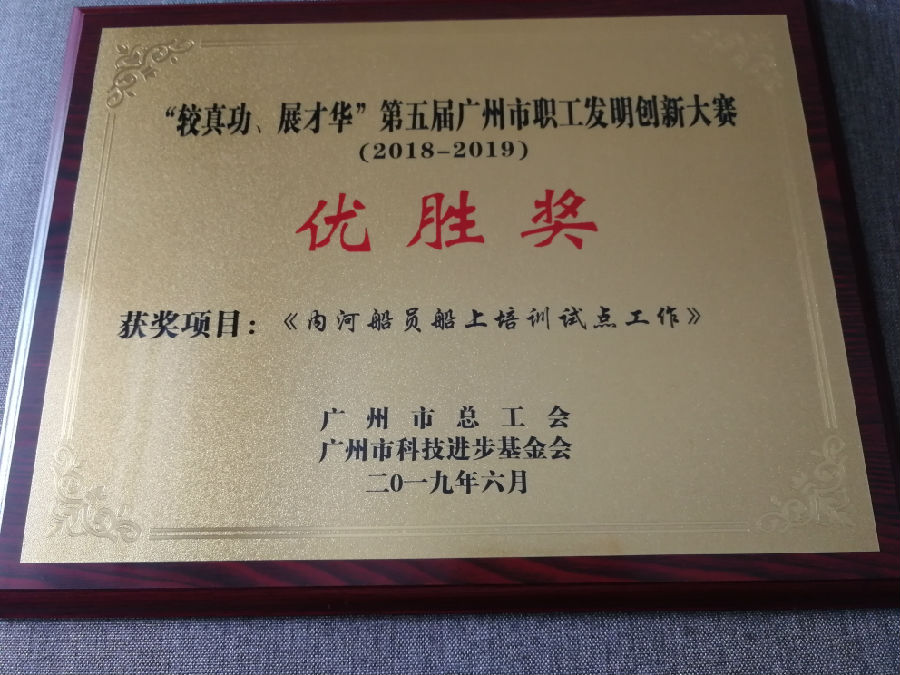 “较真功、展才华”第五届广州市职工发明创新大赛
(2018-2019)
优胜奖
获奖项目：《内河船员船上培训试点工作》
广州市总工会
广州市科技进步基金会
二0一九年六月